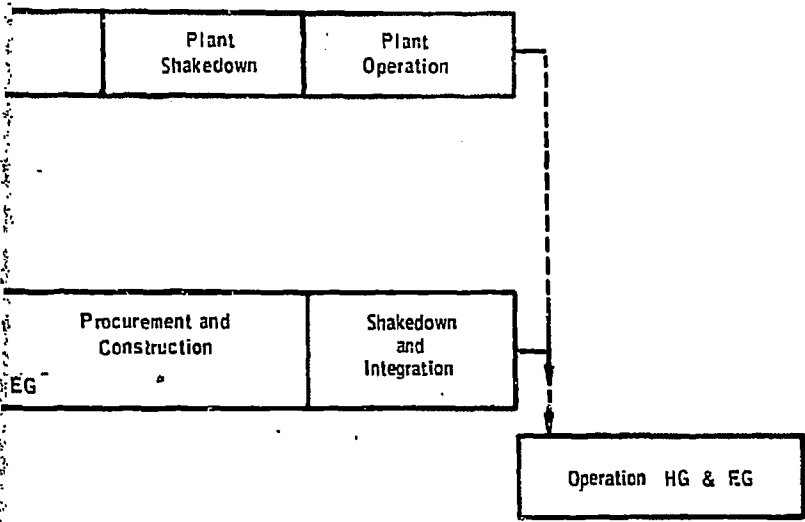 Plant
Shakedown
Plant
Operation
Procurement and
Construction
EG
Shakedown
and
Integration
Operation HG & EG